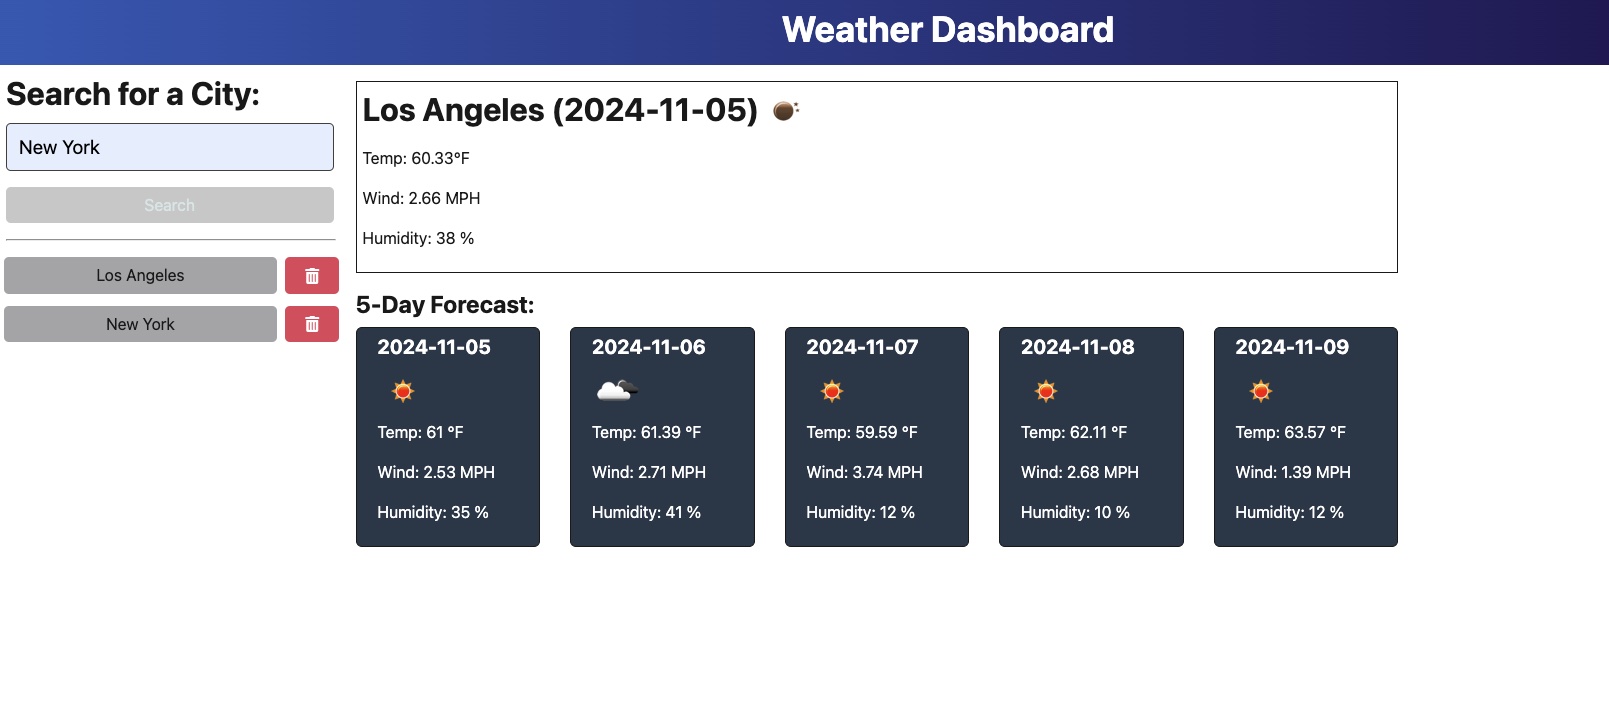 Weather Dashboard
Search for a City:
New York
Search
Los Angeles
New York
Los Angeles (2024-11-05)
Temp: 60.33°F
Wind: 2.66 MPH
Humidity: 38 %
5-Day Forecast:
2024-11-05
Temp: 61 °F
Wind: 2.53 MPH
Humidity: 35 %
2024-11-06
Temp: 61.39 °F
Wind: 2.71 MPH
Humidity: 41 %
2024-11-07
Temp: 59.59 °F
Wind: 3.74 MPH
Humidity: 12 %
2024-11-08
Temp: 62.11 °F
Wind: 2.68 MPH
Humidity: 10 %
2024-11-09
Temp: 63.57 °F
Wind: 1.39 MPH
Humidity: 12 %